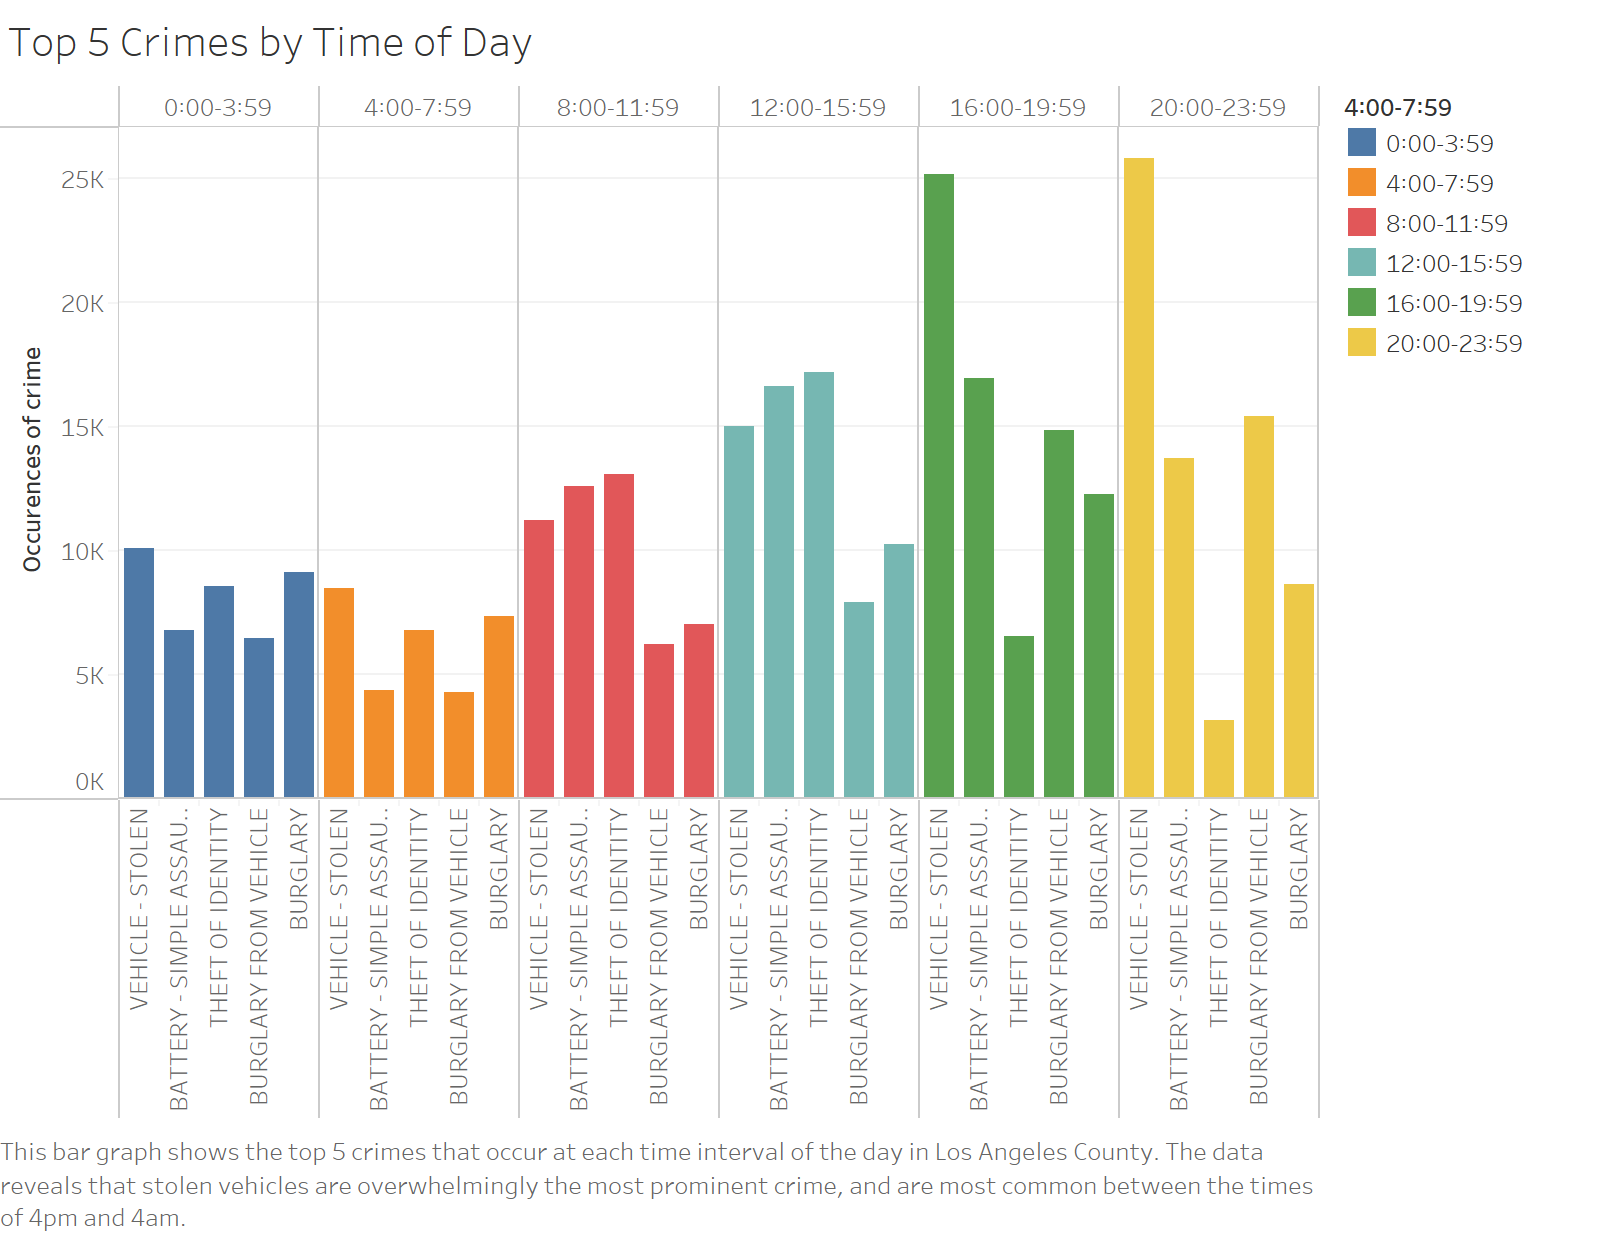 Top 5 Crimes by Time of Day
0:00-3:59 4:00-7:59 8:00-11:59 12:00-15:59 16:00-19:59 20:00-23:59
4:00-7:59
0:00-3:59
4:00-7:59
8:00-11:59
12:00-15:59
16:00-19:59
20:00-23:59
Occurences of crime
25K
20K
15K
10K
5K
0K
VEHICLE - STOLEN
BATTERY - SIMPLE ASSAU..
THEFT OF IDENTITY
BURGLARY FROM VEHICLE
BURGLARY
VEHICLE - STOLEN
BATTERY - SIMPLE ASSAU..
THEFT OF IDENTITY
BURGLARY FROM VEHICLE
BURGLARY
VEHICLE - STOLEN
BATTERY - SIMPLE ASSAU..
THEFT OF IDENTITY
BURGLARY FROM VEHICLE
BURGLARY
VEHICLE - STOLEN
BATTERY - SIMPLE ASSAU..
THEFT OF IDENTITY
BURGLARY FROM VEHICLE
BURGLARY
VEHICLE - STOLEN
BATTERY - SIMPLE ASSAU..
THEFT OF IDENTITY
BURGLARY FROM VEHICLE
BURGLARY
VEHICLE - STOLEN
BATTERY - SIMPLE ASSAU..
THEFT OF IDENTITY
BURGLARY FROM VEHICLE
BURGLARY
This bar graph shows the top 5 crimes that occur at each time interval of the day in Los Angeles County. The data
reveals that stolen vehicles are overwhelmingly the most prominent crime, and are most common between the times
of 4pm and 4am.